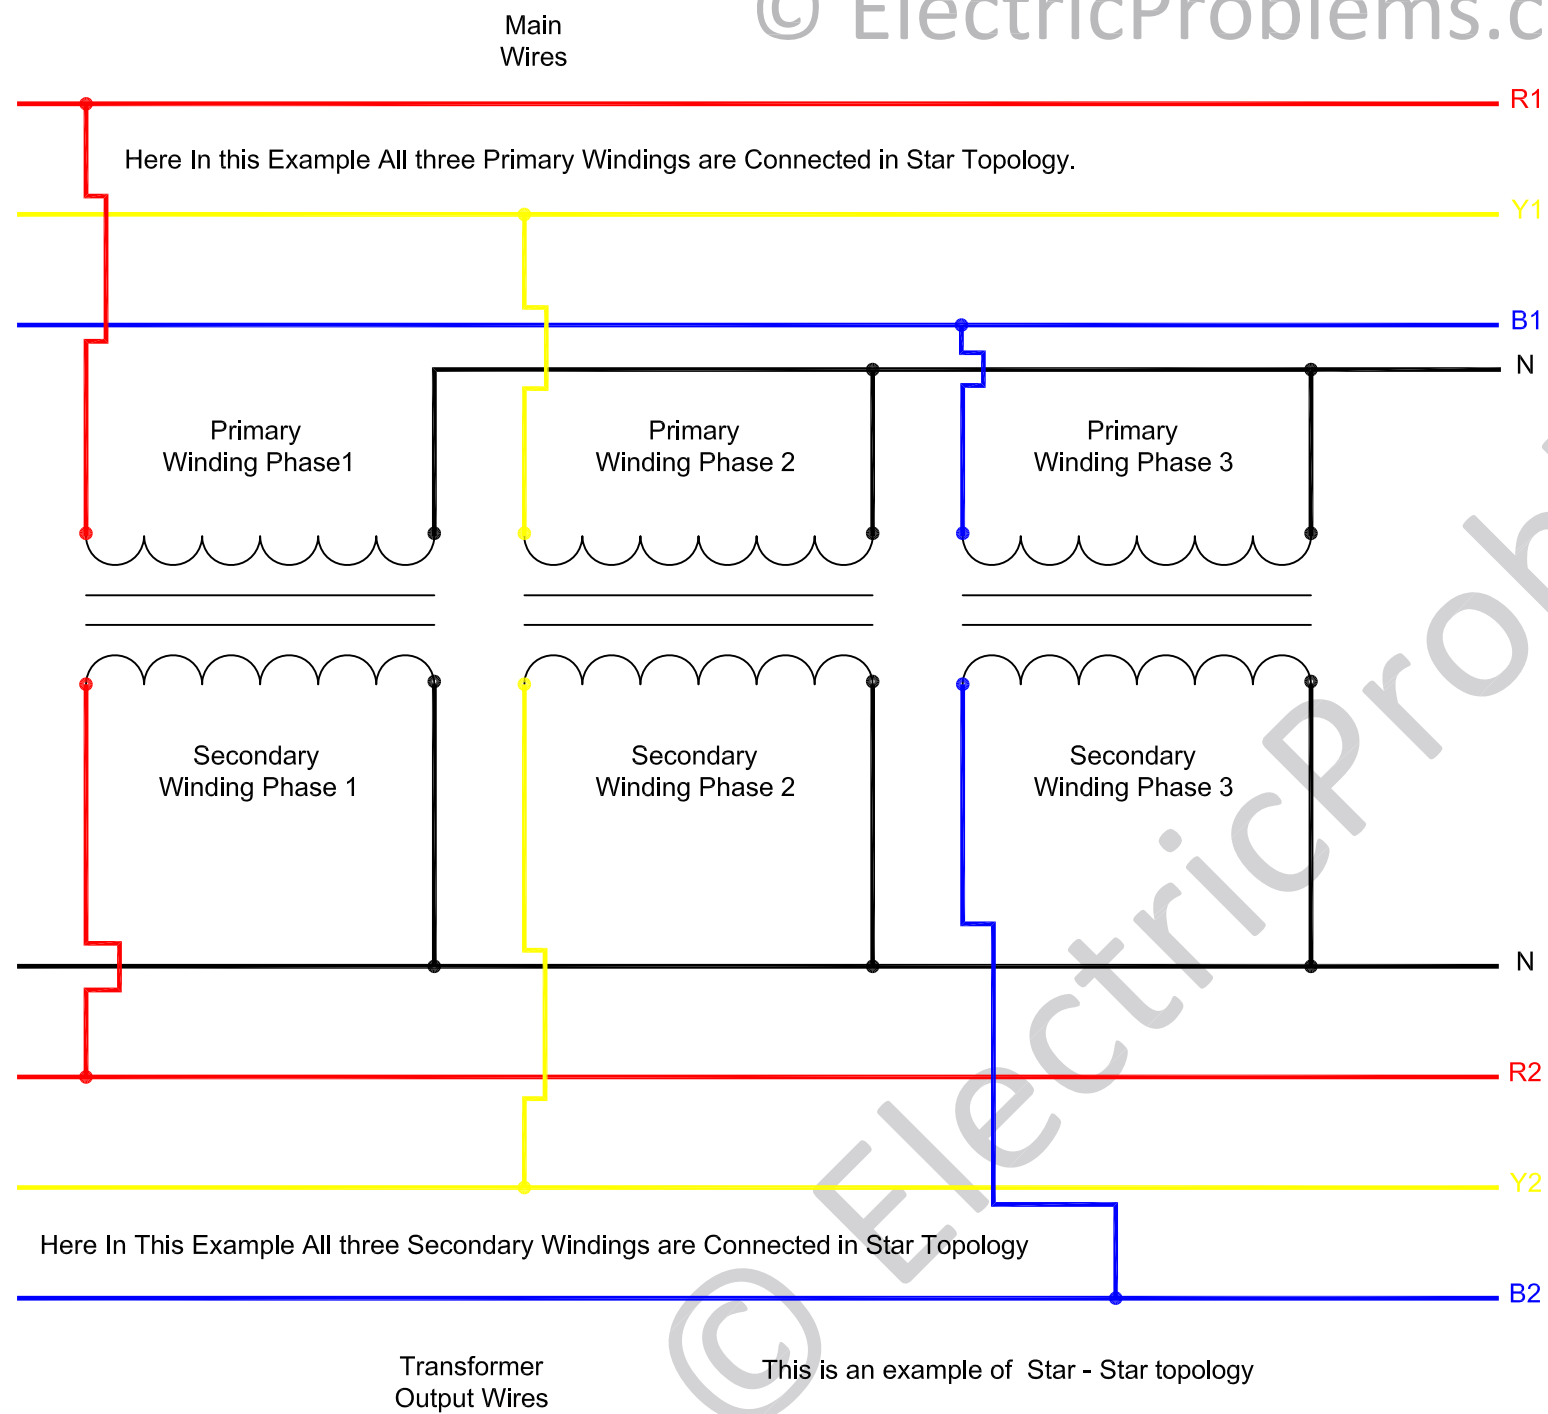 © ElectricProblems.c
Main
Wires
R1
Here In this Example All three Primary Windings are Connected in Star Topology.
Y1
B1
N
Primary
Winding Phase1
Primary
Winding Phase 2
Primary
Winding Phase 3
Secondary
Winding Phase 1
Secondary
Winding Phase 2
Secondary
Winding Phase 3
N
R2
Y2
Here In This Example All three Secondary Windings are Connected in Star Topology
B2
Transformer
Output Wires
This is an example of Star - Star topology
© ElectricProb